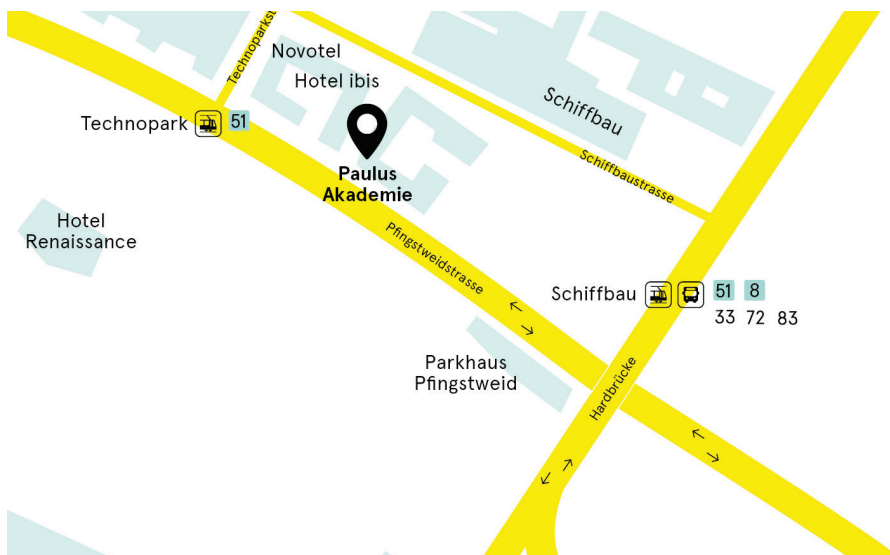 Technoparkst
Novotel
Hotel ibis
Schiffbau
Technopark 51
Paulus
Akademie
Schiffbaustrasse
Hotel
Renaissance
Pfingstweidstrasse
Schiffbau 51 8
33 72 83
Parkhaus
Pfingstweid
Hardbrücke